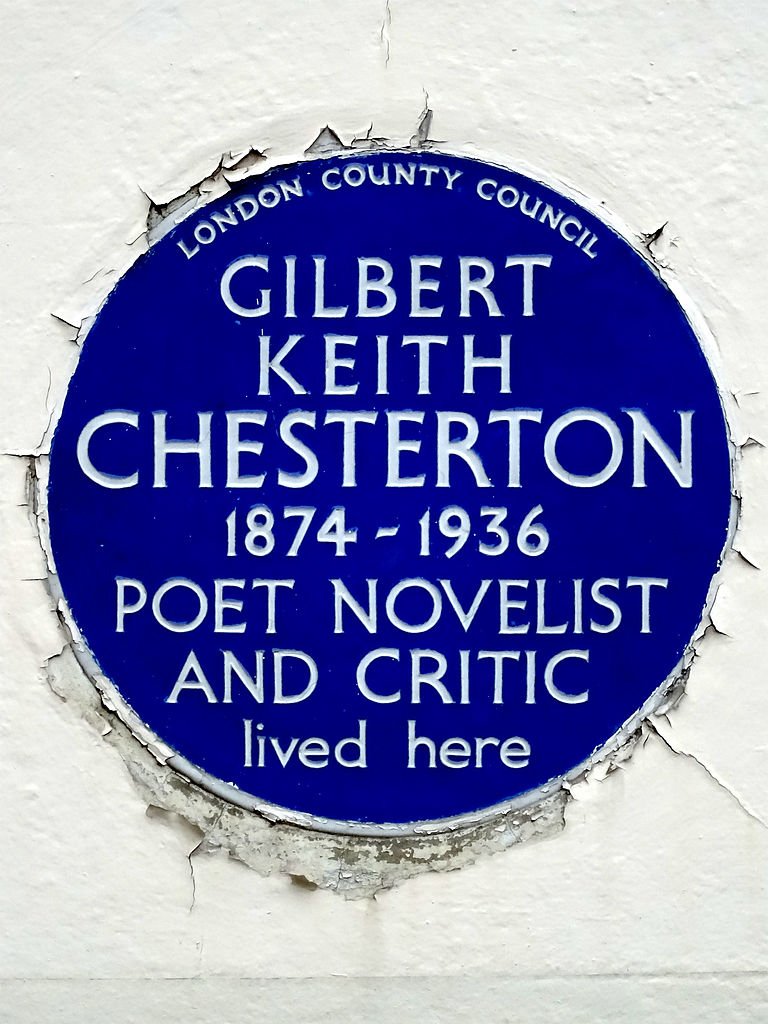 LONDON COUNTY COUNCIL
GILBERT
KEITH
CHESTERTON
1874 - 1936
POET NOVELIST
AND CRITIC
lived here